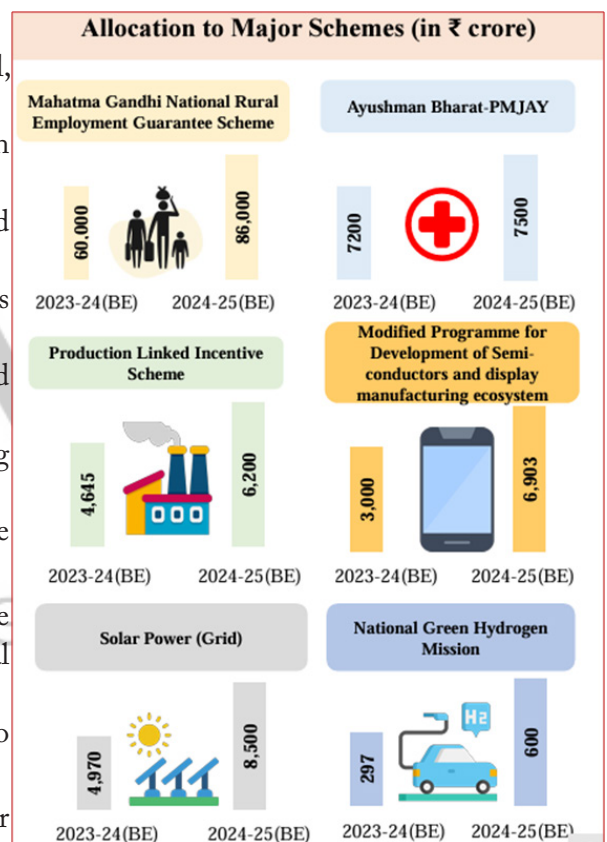 Allocation to Major Schemes (in ₹ crore)
Mahatma Gandhi National Rural
Employment Guarantee Scheme
60,000
86,000
2023-24(BE) 2024-25(BE)
Ayushman Bharat-PMJAY
7200
7500
2023-24(BE) 2024-25(BE)
Production Linked Incentive
Scheme
4,645
6,200
2023-24(BE) 2024-25(BE)
Modified Programme for
Development of Semi-
conductors and display
manufacturing ecosystem
3,000
6,903
2023-24(BE) 2024-25(BE)
Solar Power (Grid)
4,970
8,500
2023-24(BE) 2024-25(BE)
National Green Hydrogen
Mission
297
H2
600
2023-24(BE) 2024-25(BE)